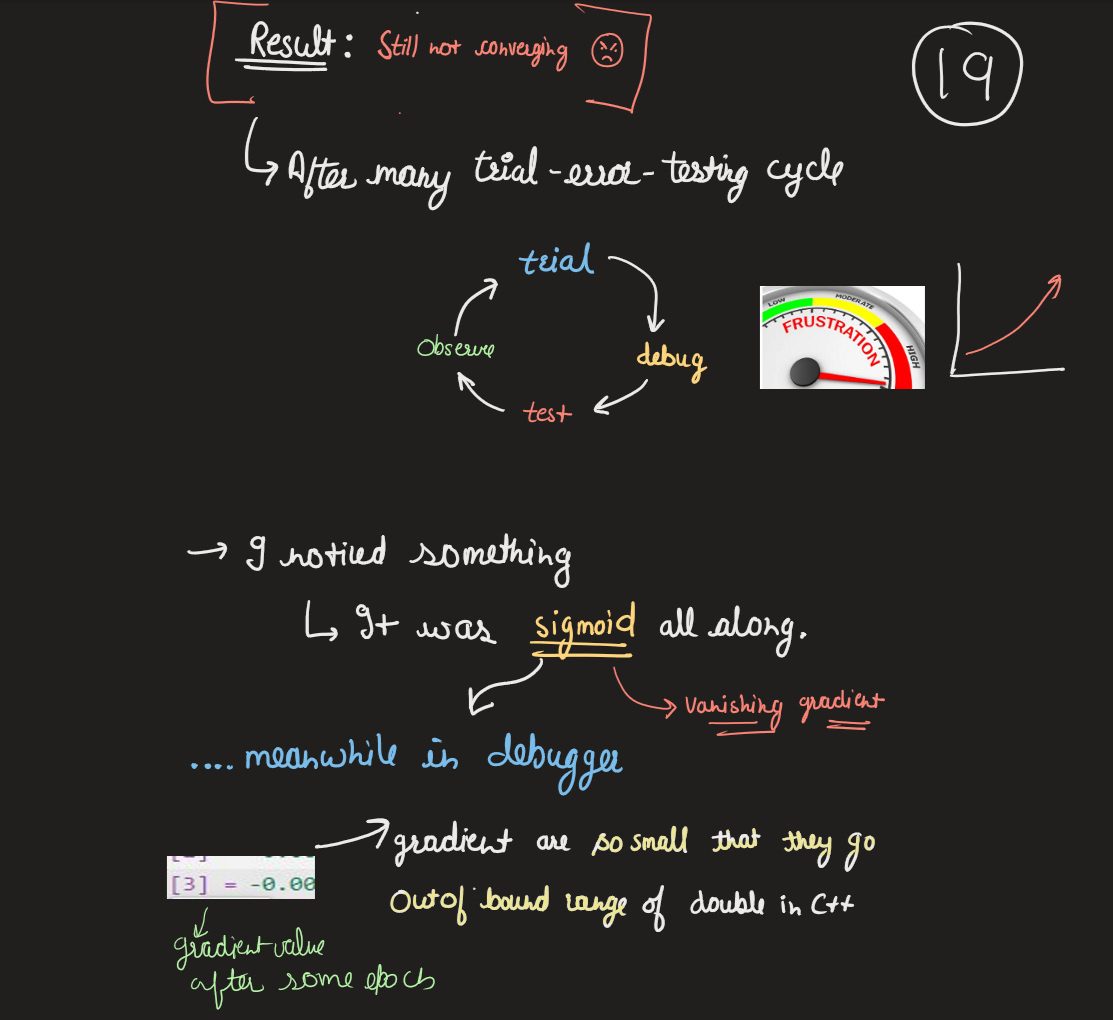 Result: Still not converging
19
After many trial-error-testing cycle
trial
Observe
debug
test
LOW
MODERATE
HIGH
FRUSTRATION
→ I noticed something
It was sigmoid all along.
Vanishing gradient
.... meanwhile in debugger
gradient are so small that they go
Out of bound range of double in C++
[3] = -0.00
gradient value
after some epochs